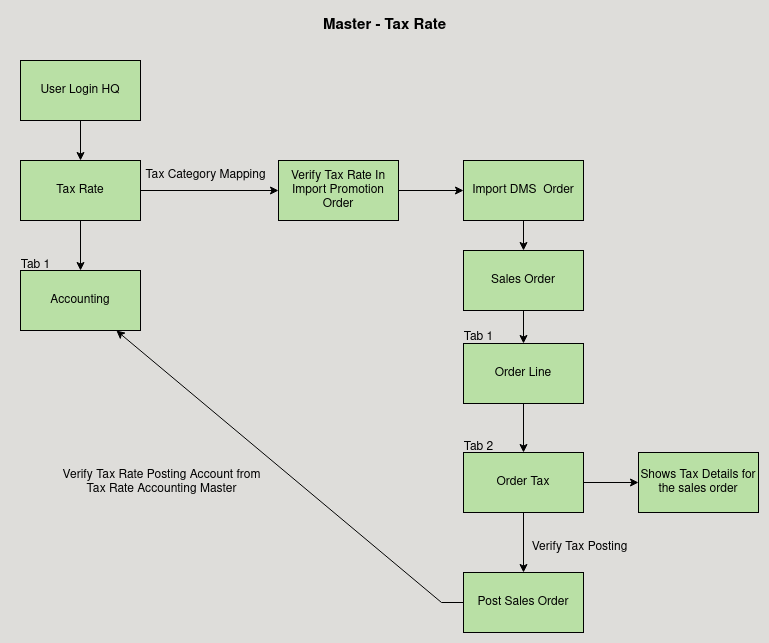 Master - Tax Rate
User Login HQ
Tax Rate
Tax Category Mapping
Verify Tax Rate In
Import Promotion
Order
Import DMS  Order
Tab 1
Accounting
Sales Order
Tab 1
Order Line
Tab 2
Order Tax
Shows Tax Details for
the sales order
Verify Tax Rate Posting Account from
Tax Rate Accounting Master
Verify Tax Posting
Post Sales Order